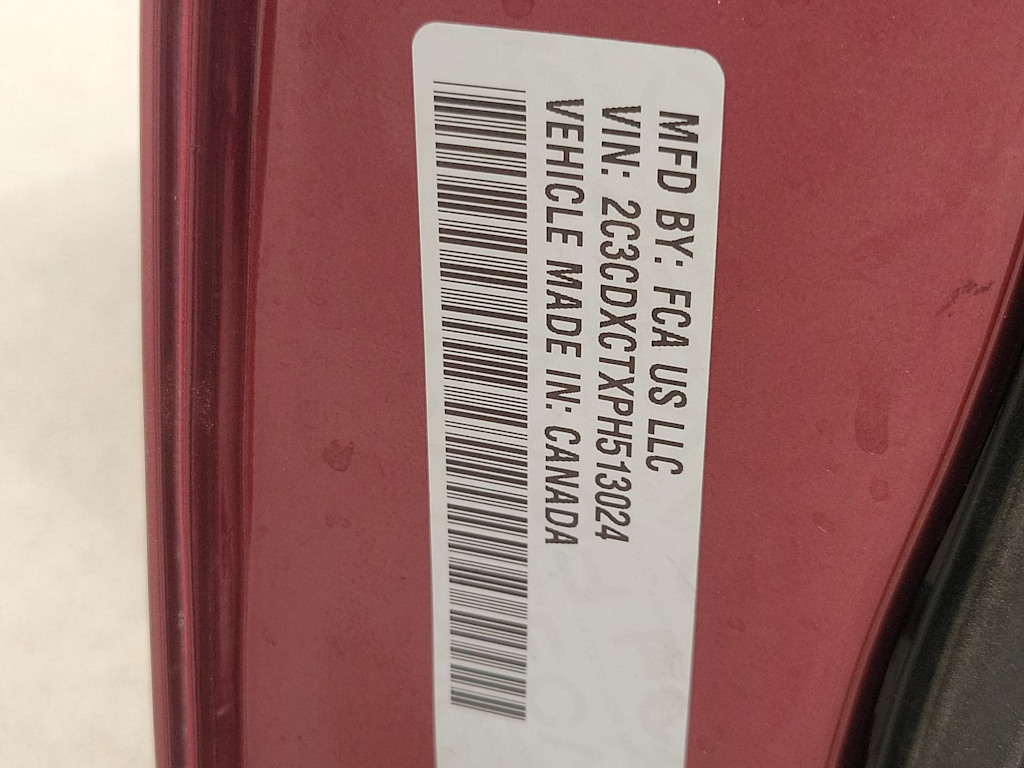 MFD BY: FCA US LLC
VIN: 2C3CDXCTXPH513024
VEHICLE MADE IN: CANADA